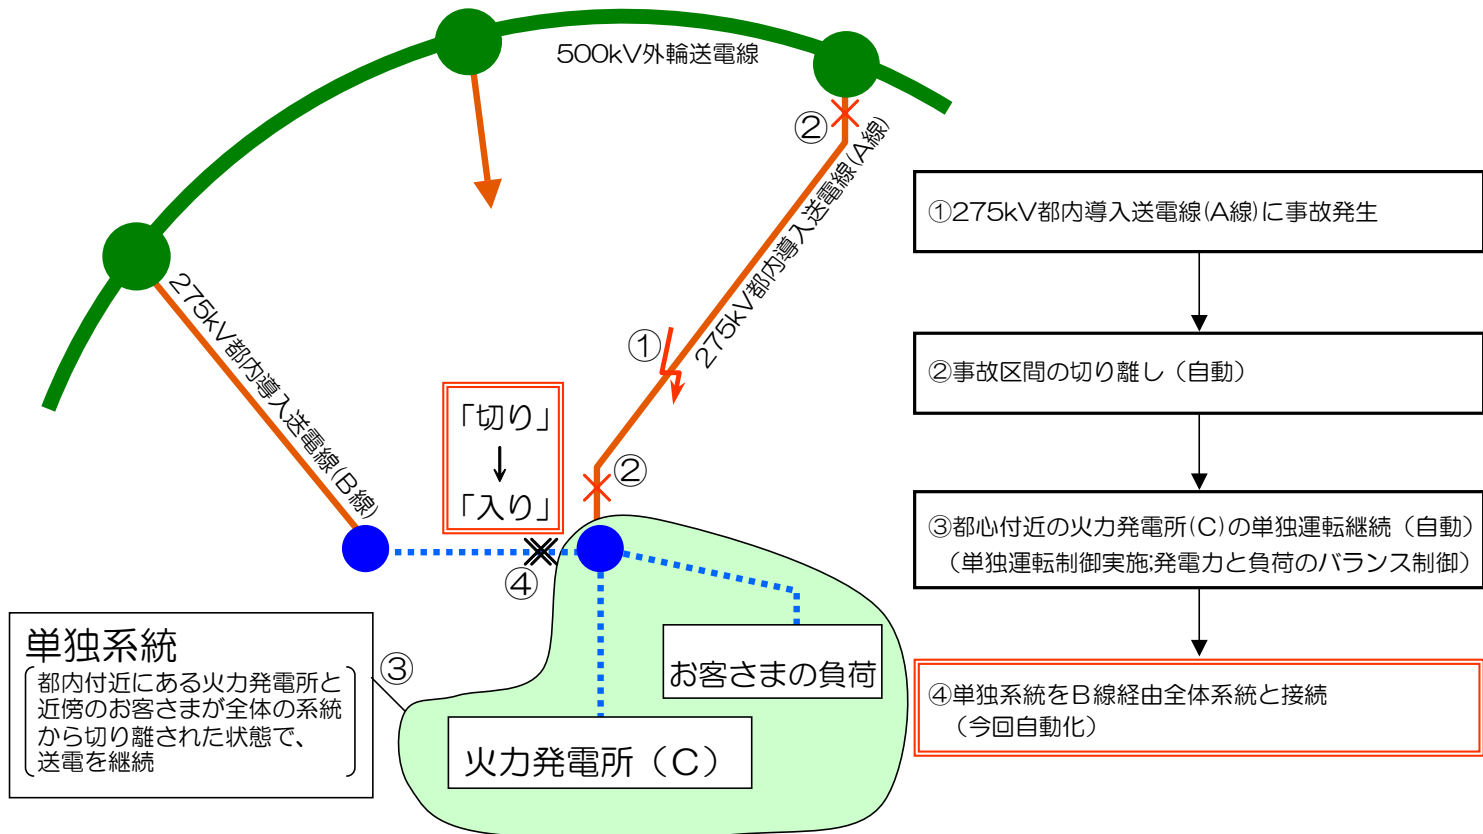 500kV外輪送電線
②
275kV都内導入送電線(A線)
①
275kV都内導入送電線(B線)
「切り」
↓
「入り」
②
④
単独系統
都内付近にある火力発電所と
近傍のお客さまが全体の系統
から切り離された状態で、
送電を継続
③
お客さまの負荷
火力発電所（C）
①275kV都内導入送電線(A線)に事故発生
②事故区間の切り離し（自動）
③都心付近の火力発電所(C)の単独運転継続（自動）
（単独運転制御実施;発電力と負荷のバランス制御）
④単独系統をB線経由全体系統と接続
（今回自動化）